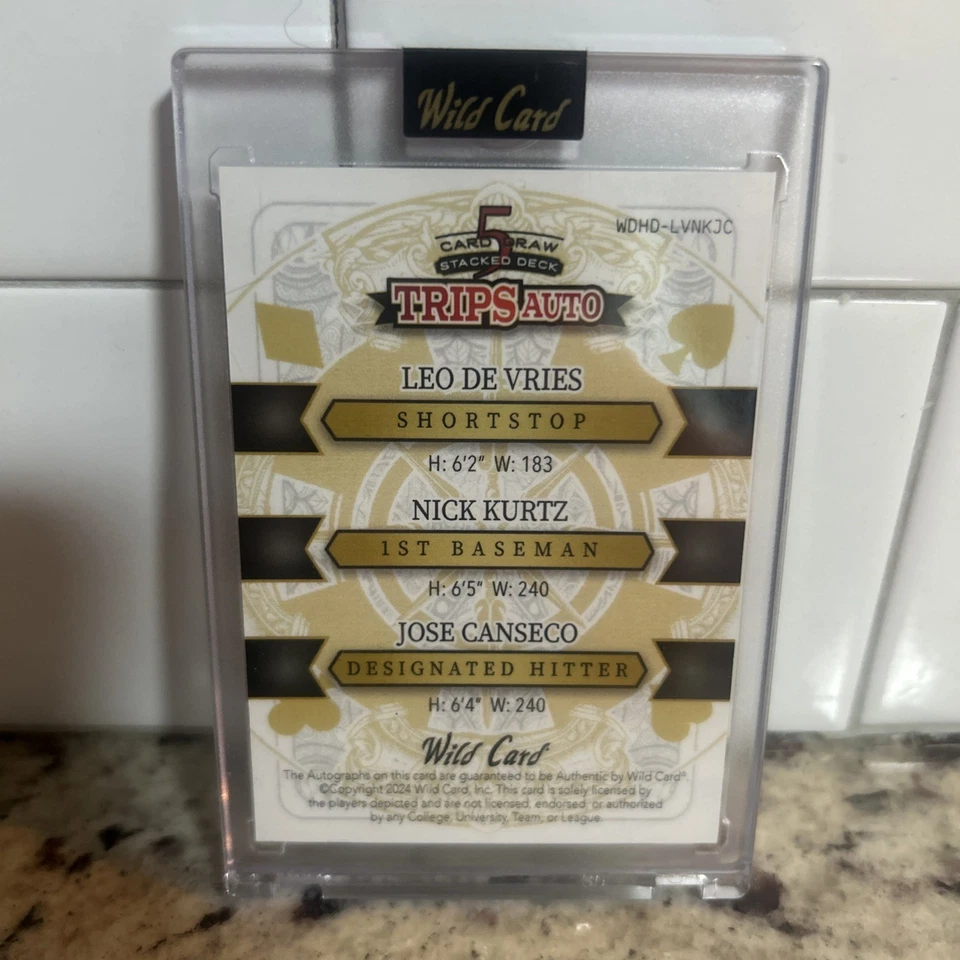 Wild Card
WDHD-LVNKJC
5
CARD DRAW
STACKED DECK
TRIPS AUTO
LEO DE VRIES
SHORTSTOP
H: 6'2" W: 183
NICK KURTZ
1ST BASEMAN
H: 6'5" W: 240
JOSE CANSECO
DESIGNATED HITTER
H: 6'4" W: 240
Wild Card
The Autographs on this card are guaranteed to be Authentic by Wild Card®.
©Copyright 2024 Wild Card, Inc. This card is solely licensed by
the players depicted and are not licensed, endorsed, or authorized
by any College, University, Team, or League.